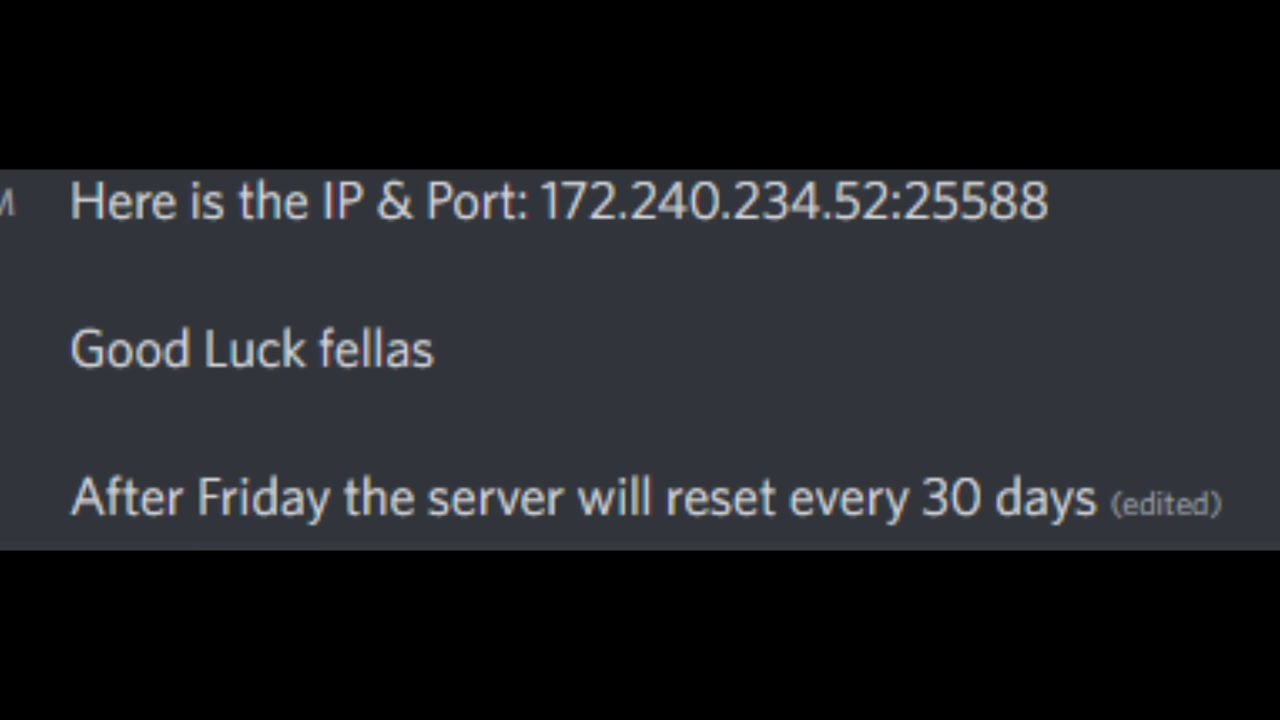 M Here is the IP & Port: 172.240.234.52:25588
Good Luck fellas
After Friday the server will reset every 30 days (edited)